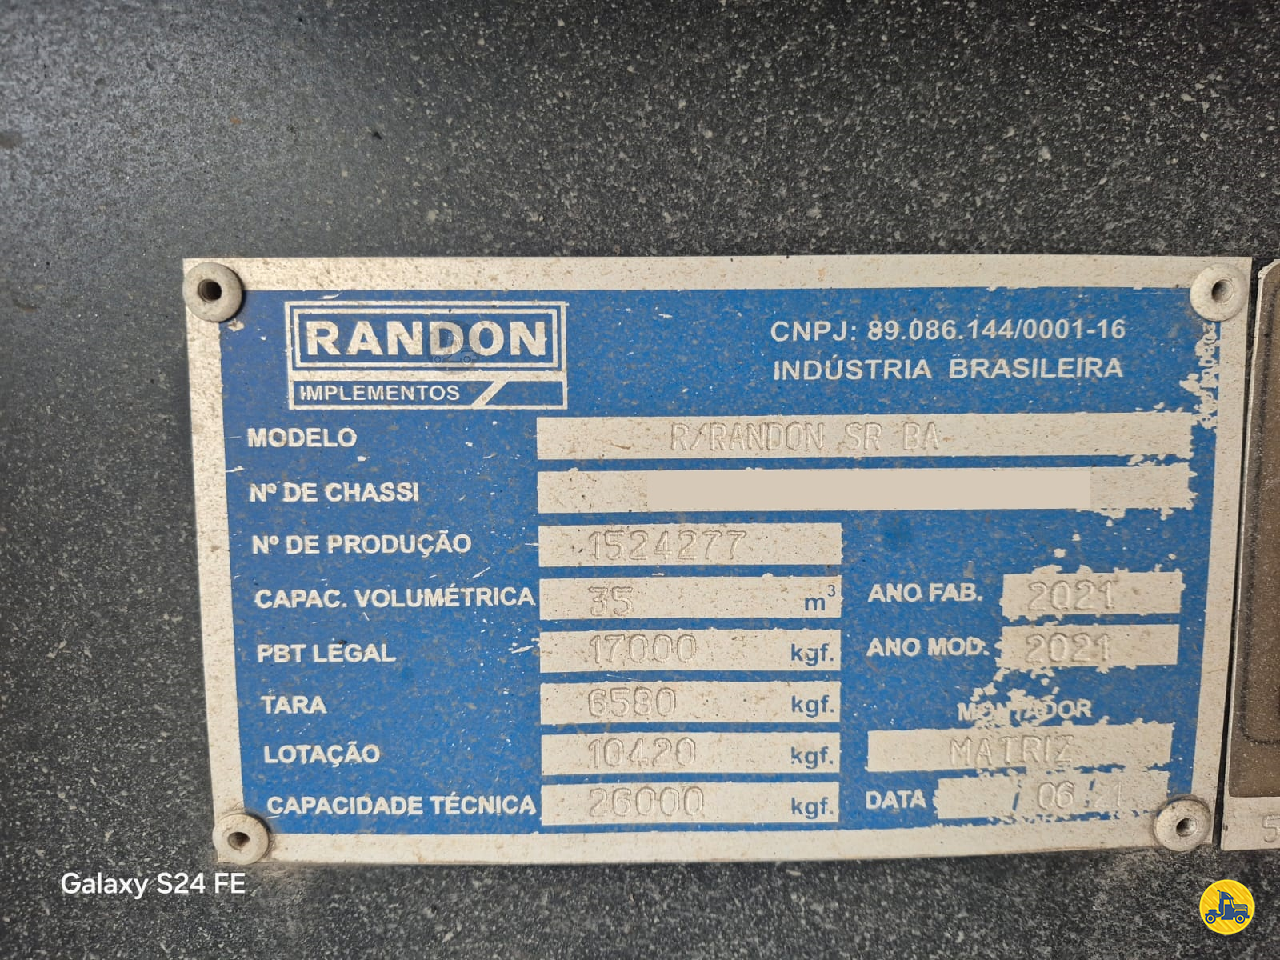 RANDON
IMPLEMENTOS
CNPJ: 89.086.144/0001-16
INDÚSTRIA BRASILEIRA
MODELO R/RANDON SR BA
Nº DE CHASSI
Nº DE PRODUÇÃO 1524277
CAPAC. VOLUMÉTRICA 35 m³
ANO FAB. 2021
PBT LEGAL 17000 kgf.
ANO MOD. 2021
TARA 6580 kgf.
MONTADOR
LOTAÇÃO 10420 kgf.
MATRIZ
CAPACIDADE TÉCNICA 26000 kgf.
DATA 06
Galaxy S24 FE